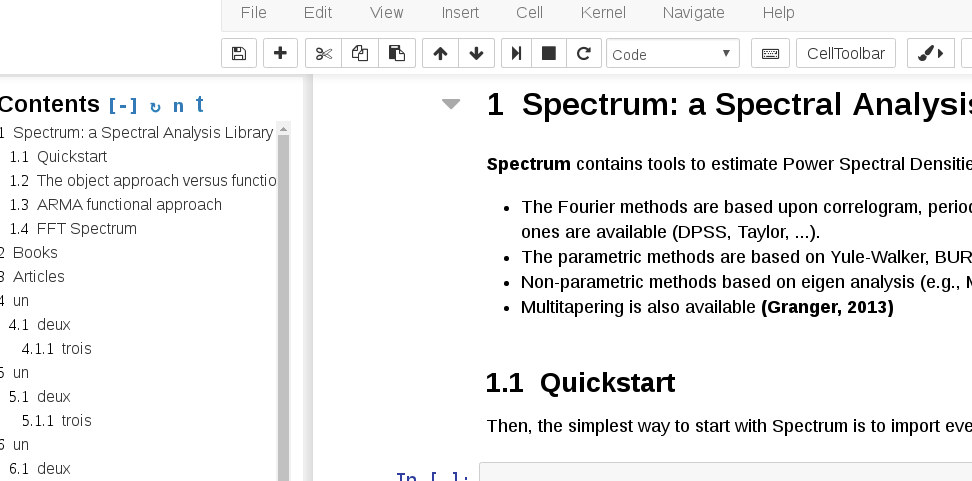 File Edit View Insert Cell Kernel Navigate Help
Code CellToolbar
Contents [-] ↻ n t
1 Spectrum: a Spectral Analysis Library
1.1 Quickstart
1.2 The object approach versus functio
1.3 ARMA functional approach
1.4 FFT Spectrum
2 Books
3 Articles
4 un
4.1 deux
4.1.1 trois
5 un
5.1 deux
5.1.1 trois
6 un
6.1 deux
1 Spectrum: a Spectral Analysis
Spectrum contains tools to estimate Power Spectral Densitie
• The Fourier methods are based upon correlogram, perio
ones are available (DPSS, Taylor, ...).
• The parametric methods are based on Yule-Walker, BUR
• Non-parametric methods based on eigen analysis (e.g., M
• Multitapering is also available (Granger, 2013)
1.1 Quickstart
Then, the simplest way to start with Spectrum is to import eve
In [ ]: